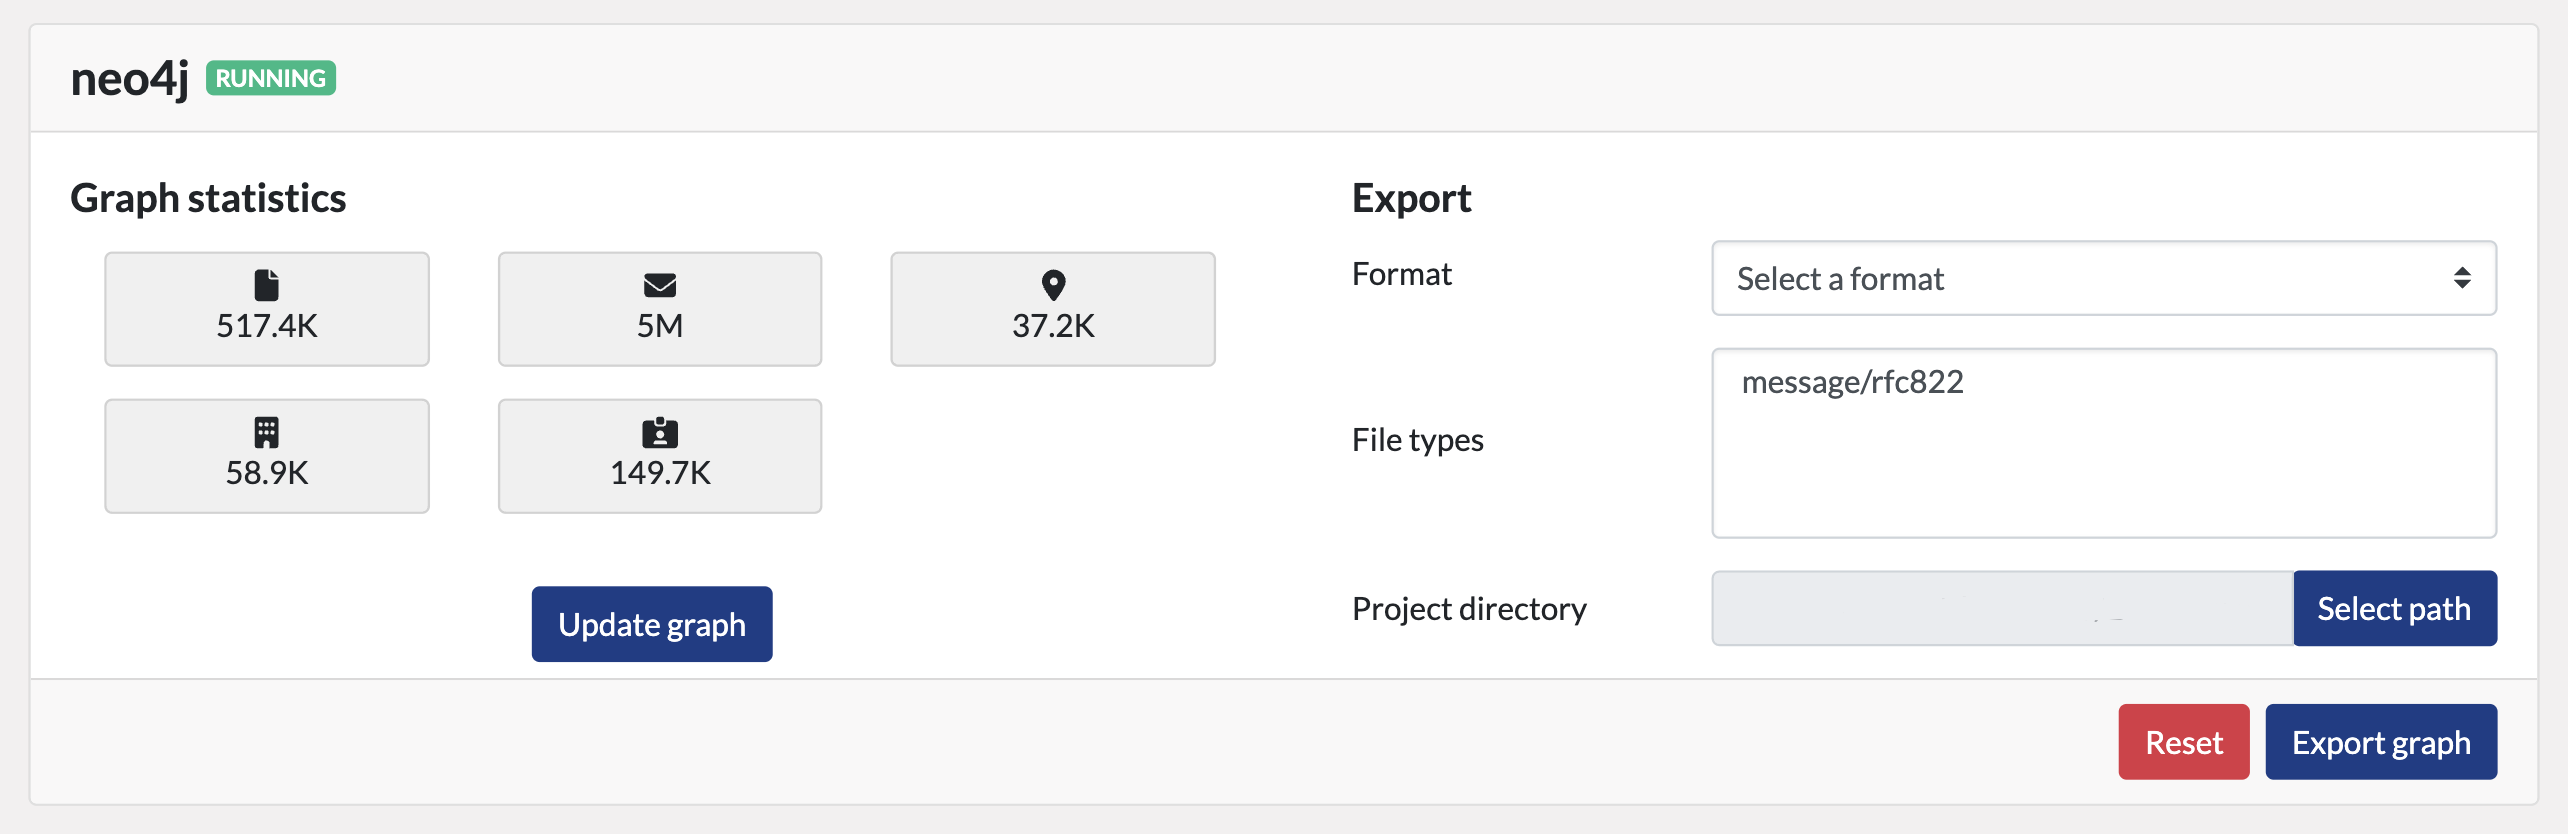 neo4j RUNNING
Graph statistics
517.4K
5M
37.2K
58.9K
149.7K
Update graph
Export
Format
Select a format
File types
message/rfc822
Project directory
Select path
Reset
Export graph